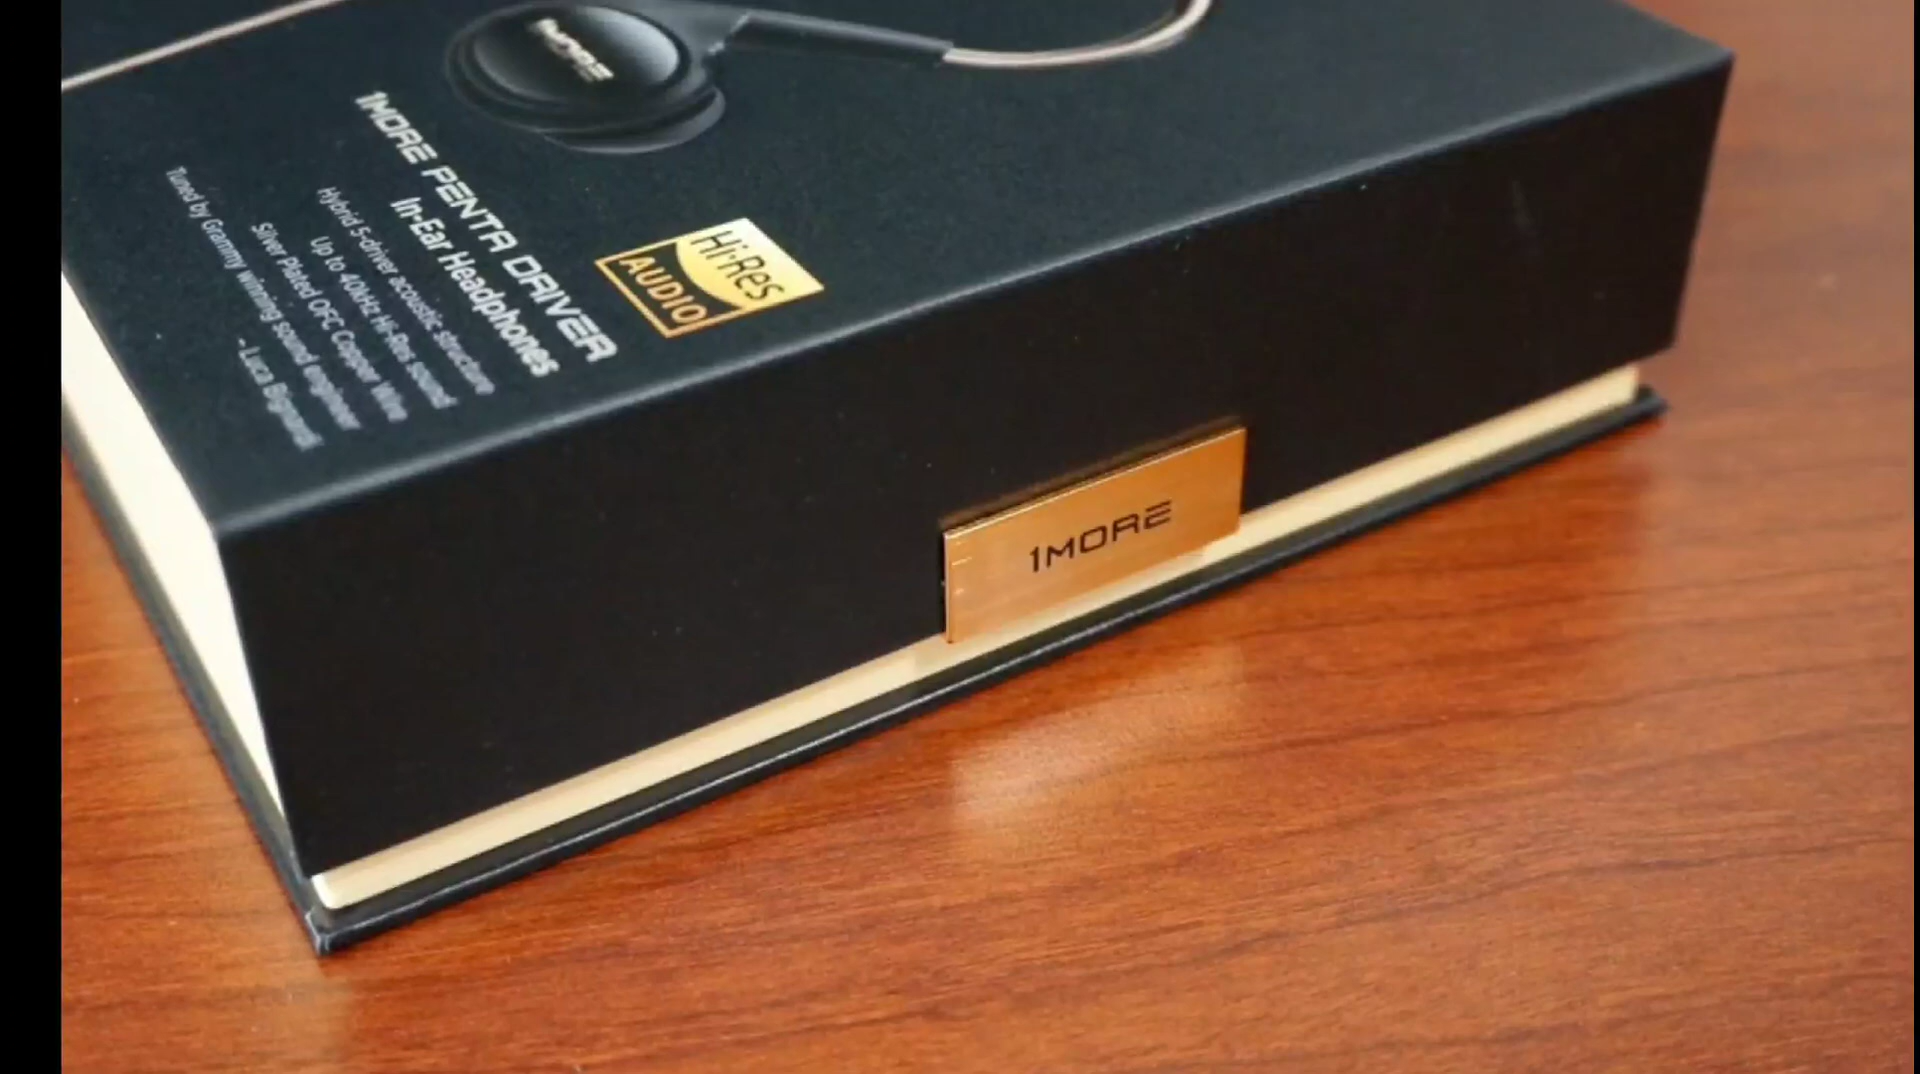 1MORE
1MORE PENTA DRIVER
In-Ear Headphones
Hybrid 5-driver acoustic structure
Up to 40kHz Hi-Res sound
Silver Plated OFC Copper Wire
Tuned by Grammy winning sound engineer
- Luca Bignardi
Hi-Res
AUDIO
1MORE